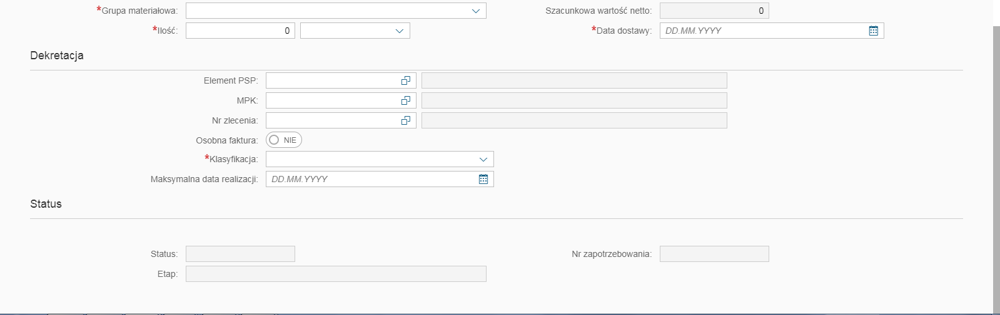 *Grupa materiałowa: Szacunkowa wartość netto: 0
*Ilość: 0 *Data dostawy: DD.MM.YYYY
Dekretacja
Element PSP:
MPK:
Nr zlecenia:
Osobna faktura: NIE
*Klasyfikacja:
Maksymalna data realizacji: DD.MM.YYYY
Status
Status: Nr zapotrzebowania:
Etap: